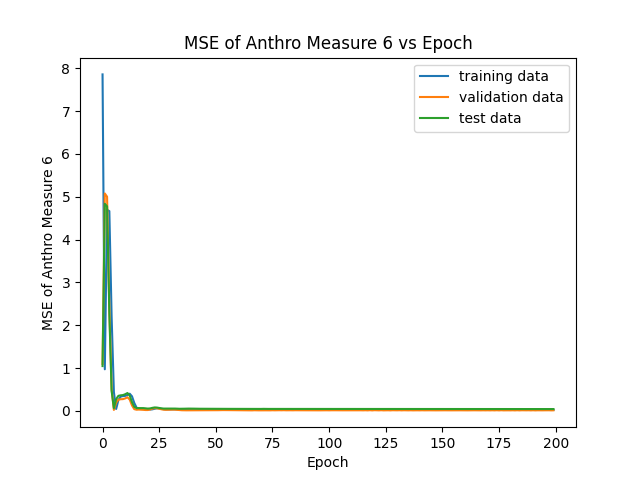 MSE of Anthro Measure 6 vs Epoch
training data
validation data
test data
MSE of Anthro Measure 6
8
7
6
5
4
3
2
1
0
0 25 50 75 100 125 150 175 200
Epoch